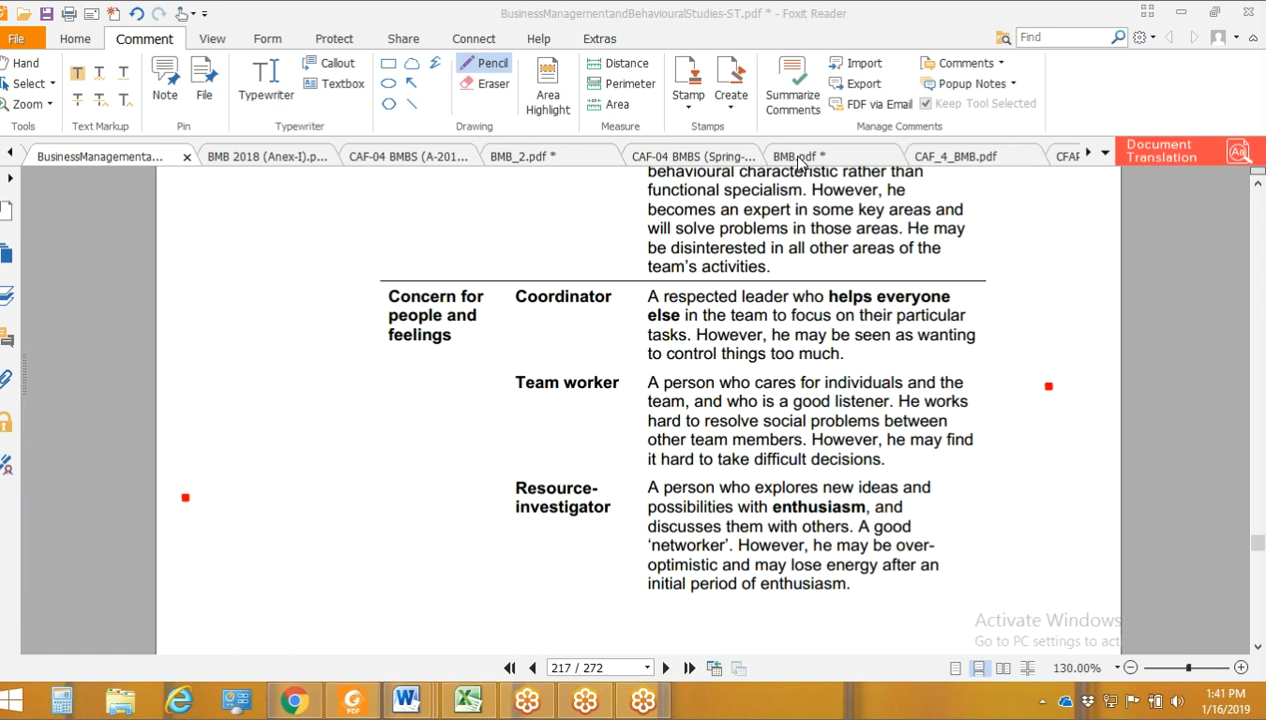 BusinessManagementandBehaviouralStudies-ST.pdf * - Foxit Reader
File Home Comment View Form Protect Share Connect Help Extras
Find
Hand
Select
Zoom
Tools
Text Markup
Note
File
Pin
Typewriter
Callout
Textbox
Typewriter
Pencil
Eraser
Drawing
Area
Highlight
Distance
Perimeter
Area
Measure
Stamp
Create
Stamps
Summarize
Comments
Import
Export
FDF via Email
Comments
Popup Notes
Keep Tool Selected
Manage Comments
BusinessManagementa... BMB 2018 (Anex-I).p... CAF-04 BMBS (A-201... BMB_2.pdf * CAF-04 BMBS (Spring-... BMB.pdf * CAF_4_BMB.pdf CFAF
Document
Translation
behavioural characteristic rather than
functional specialism. However, he
becomes an expert in some key areas and
will solve problems in those areas. He may
be disinterested in all other areas of the
team's activities.
Concern for
people and
feelings
Coordinator
A respected leader who helps everyone
else in the team to focus on their particular
tasks. However, he may be seen as wanting
to control things too much.
Team worker
A person who cares for individuals and the
team, and who is a good listener. He works
hard to resolve social problems between
other team members. However, he may find
it hard to take difficult decisions.
Resource-
investigator
A person who explores new ideas and
possibilities with enthusiasm, and
discusses them with others. A good
‘networker’. However, he may be over-
optimistic and may lose energy after an
initial period of enthusiasm.
Activate Windows
Go to PC settings to act
217 / 272
130.00%
1:41 PM
1/16/2019